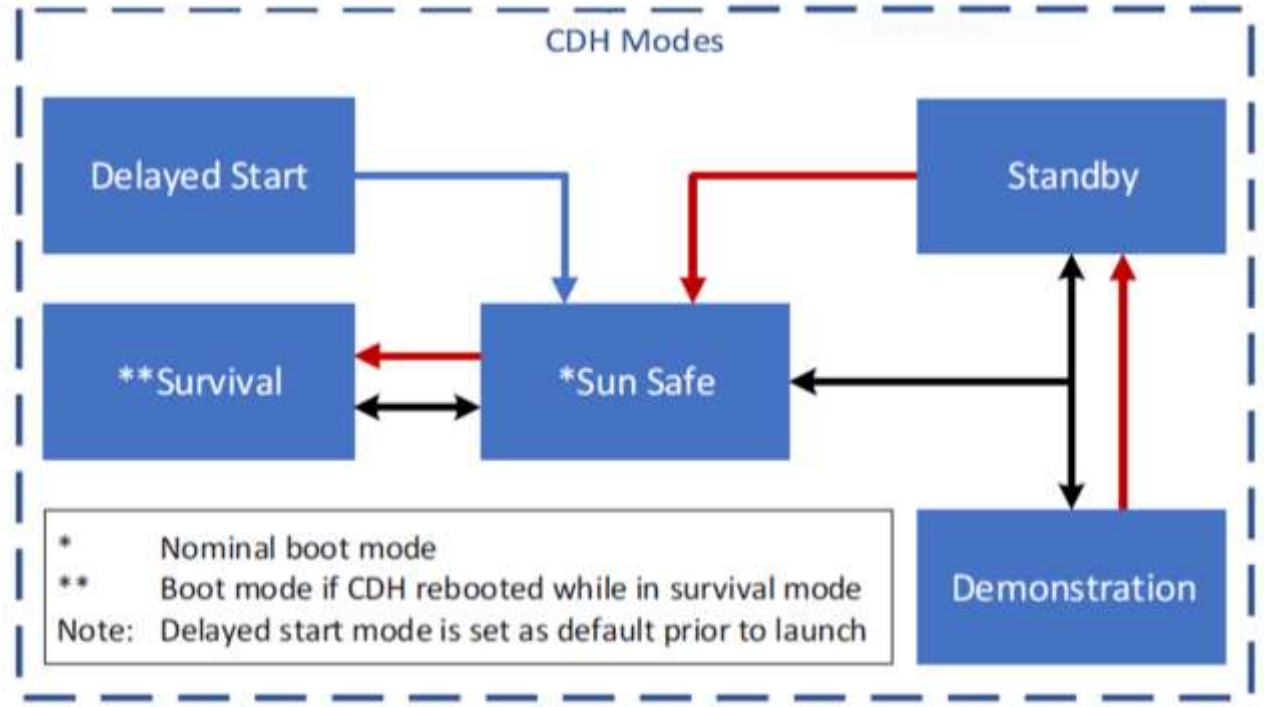 CDH Modes
Delayed Start
Standby
**Survival
*Sun Safe
* Nominal boot mode
** Boot mode if CDH rebooted while in survival mode
Note: Delayed start mode is set as default prior to launch
Demonstration